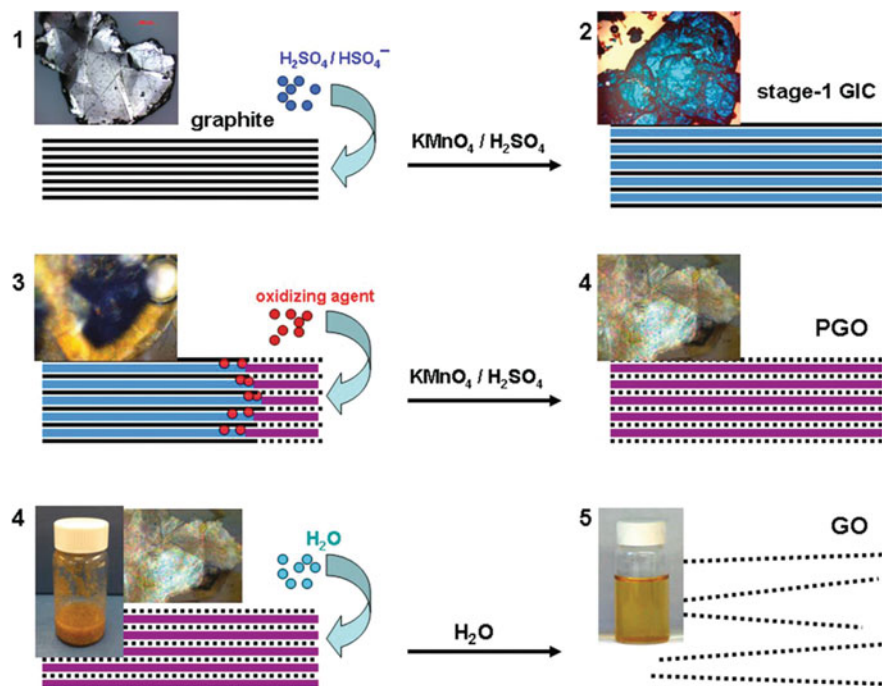 1
H₂SO₄ / HSO₄⁻
graphite
KMnO₄ / H₂SO₄
2
stage-1 GIC
3
oxidizing agent
KMnO₄ / H₂SO₄
4
PGO
4
H₂O
H₂O
5
GO